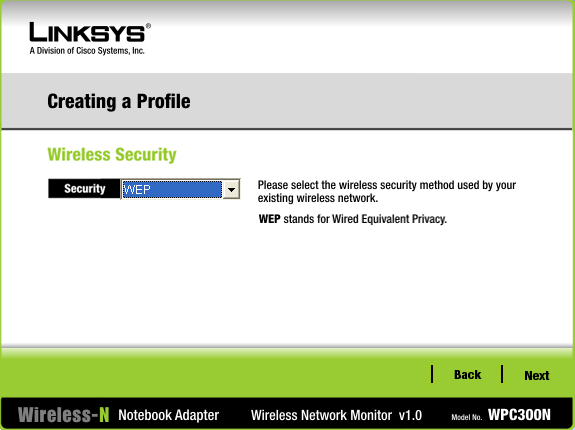 LINKSYS®
A Division of Cisco Systems, Inc.
Creating a Profile
Wireless Security
Security WEP
Please select the wireless security method used by your
existing wireless network.
WEP stands for Wired Equivalent Privacy.
Back Next
Wireless-N Notebook Adapter Wireless Network Monitor v1.0 Model No. WPC300N